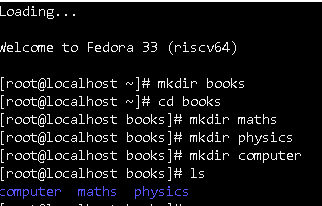 Loading...
Welcome to Fedora 33 (riscv64)
[root@localhost ~]# mkdir books
[root@localhost ~]# cd books
[root@localhost books]# mkdir maths
[root@localhost books]# mkdir physics
[root@localhost books]# mkdir computer
[root@localhost books]# ls
computer  maths  physics